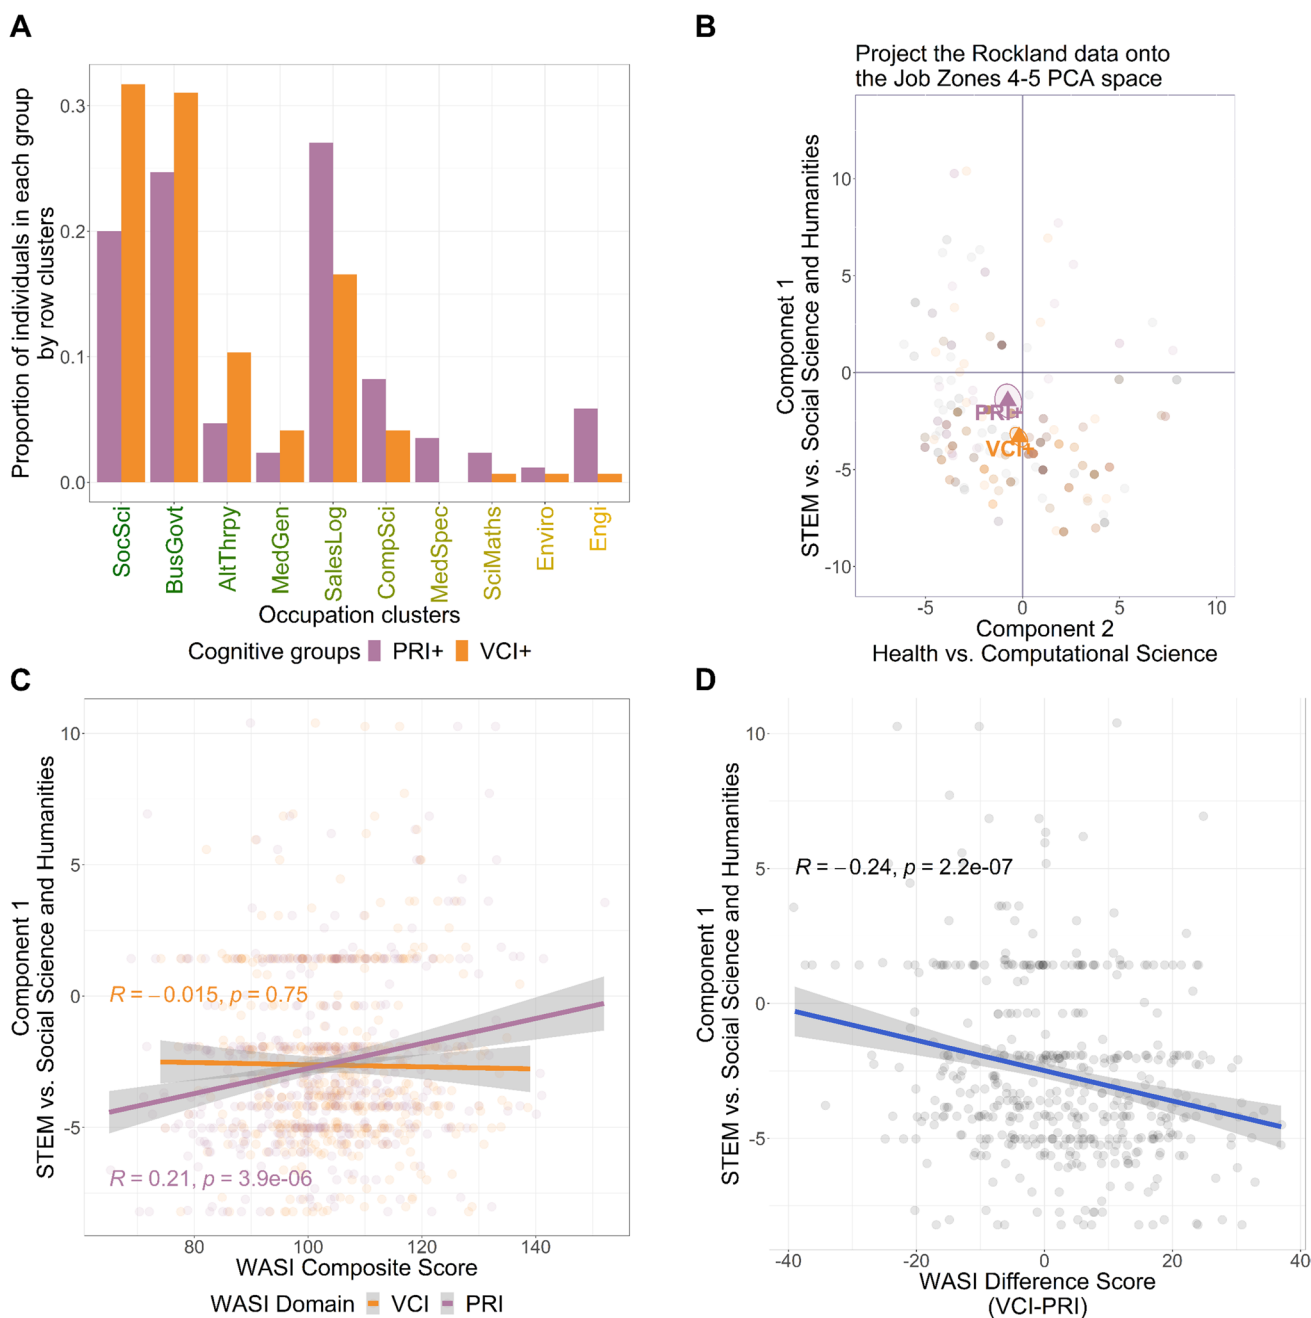 A
Proportion of individuals in each group
by row clusters
0.3
0.2
0.1
0.0
SocSci
BusGovt
AltThrpy
MedGen
SalesLog
CompSci
MedSpec
SciMaths
Enviro
Engi
Occupation clusters
Cognitive groups PRI+ VCI+
B
Project the Rockland data onto
the Job Zones 4-5 PCA space
Componnet 1
STEM vs. Social Science and Humanities
10
5
0
-5
-10
PRI+
VCI+
-5 0 5 10
Component 2
Health vs. Computational Science
C
Component 1
STEM vs. Social Science and Humanities
10
5
0
-5
R = −0.015, p = 0.75
R = 0.21, p = 3.9e-06
80 100 120 140
WASI Composite Score
WASI Domain VCI PRI
D
Component 1
STEM vs. Social Science and Humanities
10
5
0
-5
R = −0.24, p = 2.2e-07
-40 -20 0 20 40
WASI Difference Score
(VCI-PRI)